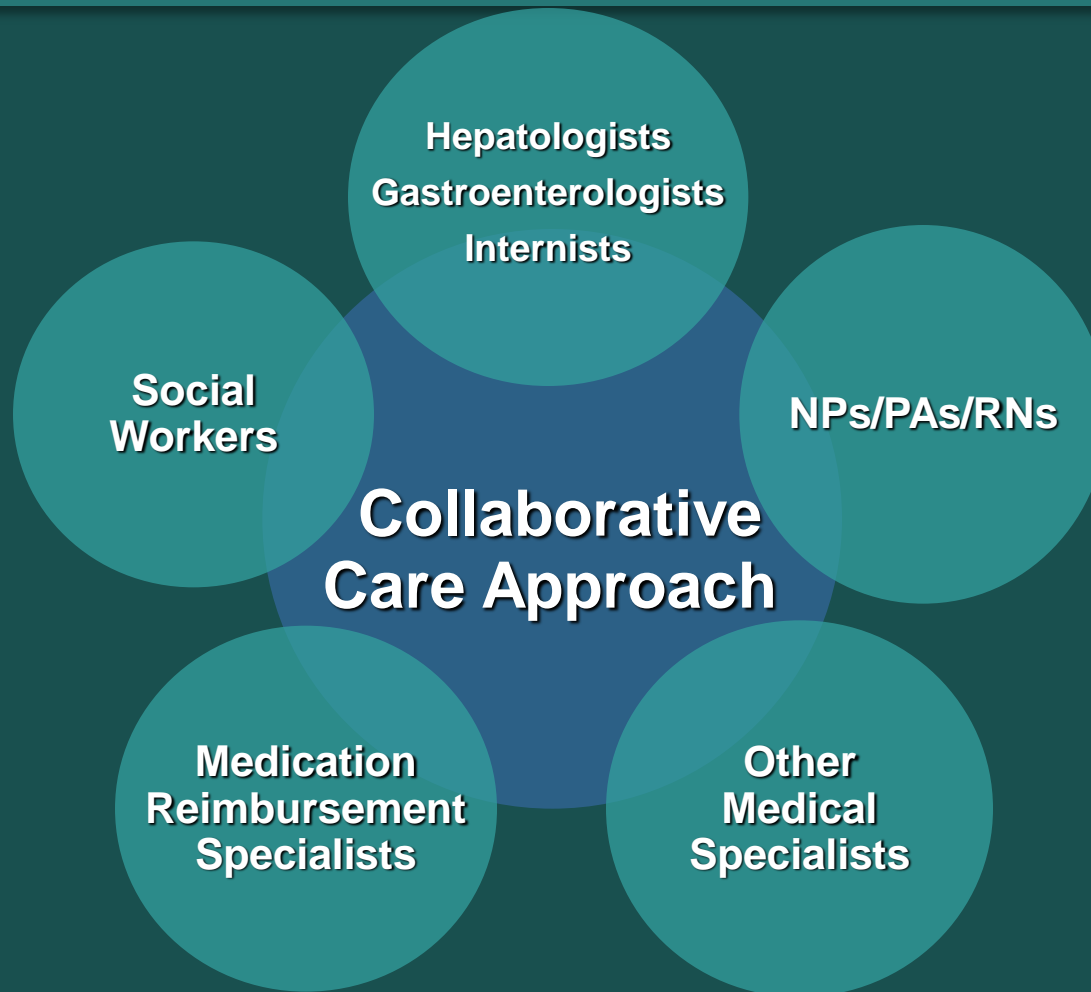 Hepatologists
Gastroenterologists
Internists
Social
Workers
NPs/PAs/RNs
Collaborative
Care Approach
Medication
Reimbursement
Specialists
Other
Medical
Specialists